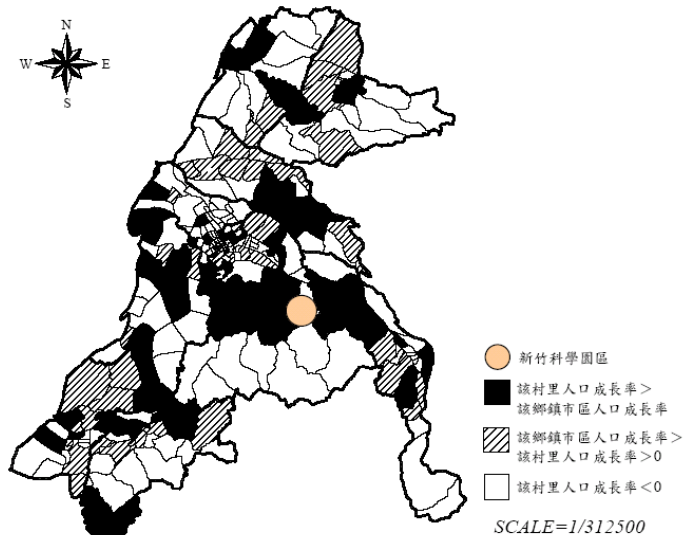 N
W E
S
新竹科學園區
該村里人口成長率>
該鄉鎮市區人口成長率
該鄉鎮市區人口成長率>
該村里人口成長率>0
該村里人口成長率<0
SCALE=1/312500